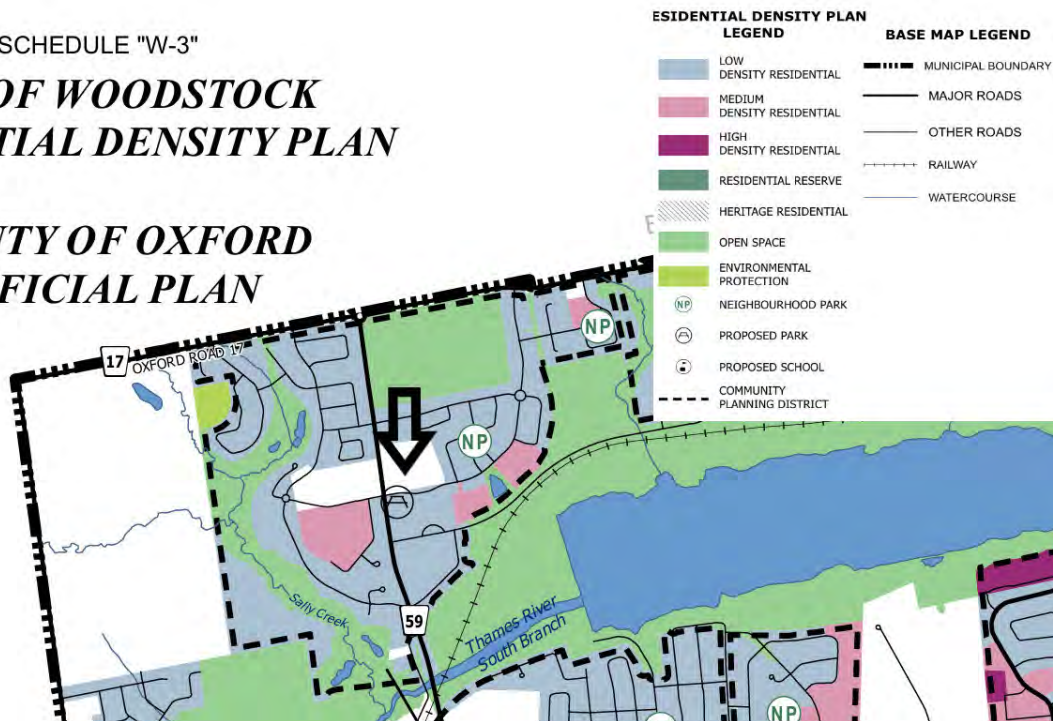 SCHEDULE "W-3"
OF WOODSTOCK
TIAL DENSITY PLAN
TY OF OXFORD
FICIAL PLAN
ESIDENTIAL DENSITY PLAN
LEGEND
LOW
DENSITY RESIDENTIAL
MEDIUM
DENSITY RESIDENTIAL
HIGH
DENSITY RESIDENTIAL
RESIDENTIAL RESERVE
HERITAGE RESIDENTIAL
OPEN SPACE
ENVIRONMENTAL
PROTECTION
NP NEIGHBOURHOOD PARK
PROPOSED PARK
PROPOSED SCHOOL
COMMUNITY
PLANNING DISTRICT
BASE MAP LEGEND
MUNICIPAL BOUNDARY
MAJOR ROADS
OTHER ROADS
RAILWAY
WATERCOURSE
17 OXFORD ROAD 17
NP
NP
59
Sally Creek
Thames River
South Branch
NP